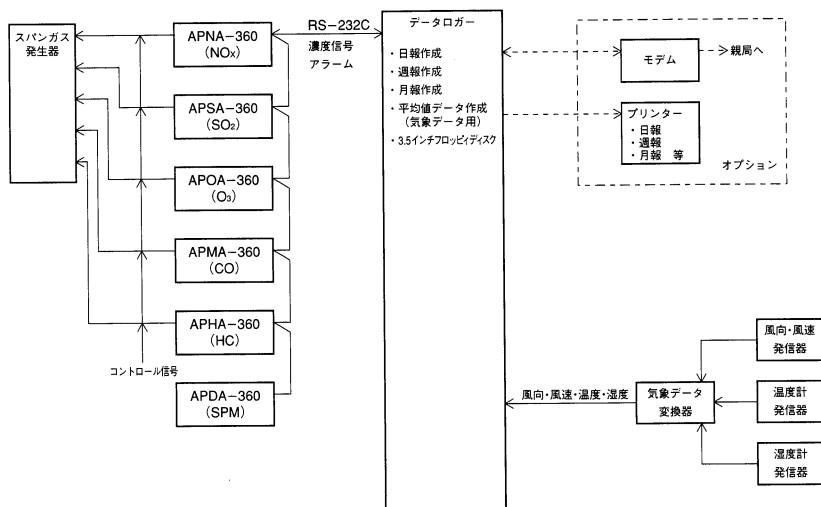 スパンガス
発生器
APNA-360
(NOx)
APSA-360
(SO₂)
APOA-360
(O₃)
APMA-360
(CO)
APHA-360
(HC)
APDA-360
(SPM)
コントロール信号
RS-232C
濃度信号
アラーム
データロガー
・日報作成
・週報作成
・月報作成
・平均値データ作成
(気象データ用)
・3.5インチフロッピィディスク
モデム
親局へ
プリンター
・日報
・週報
・月報 等
オプション
風向・風速・温度・湿度
気象データ
変換器
風向・風速
発信器
温度計
発信器
湿度計
発信器